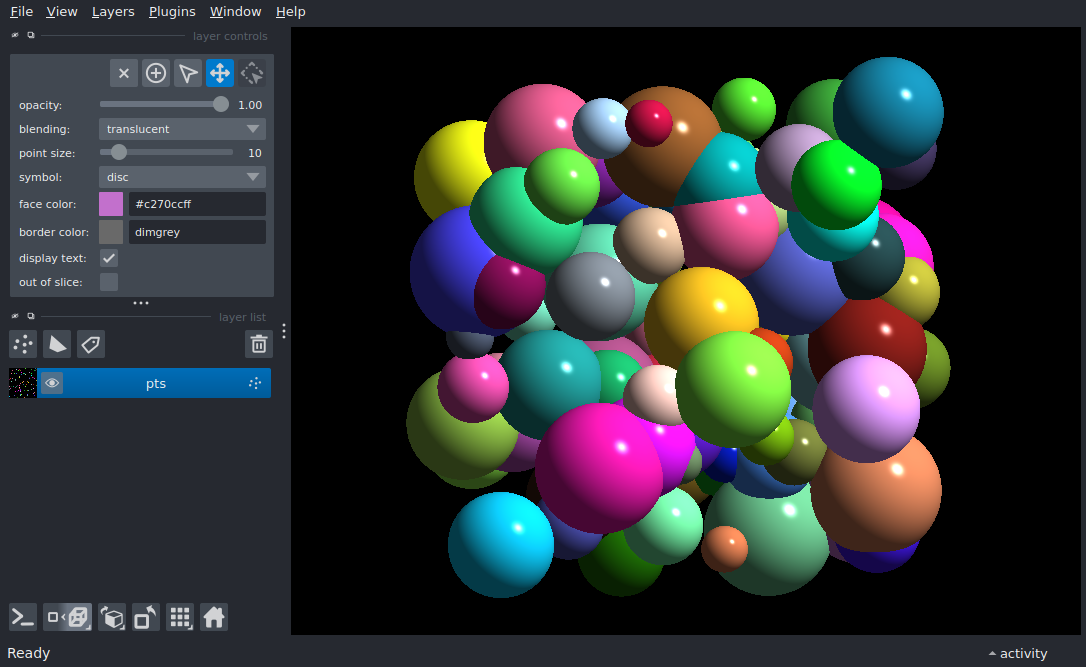 File View Layers Plugins Window Help
layer controls
opacity: 1.00
blending: translucent
point size: 10
symbol: disc
face color: #c270ccff
border color: dimgrey
display text:
out of slice:
layer list
pts
Ready
activity